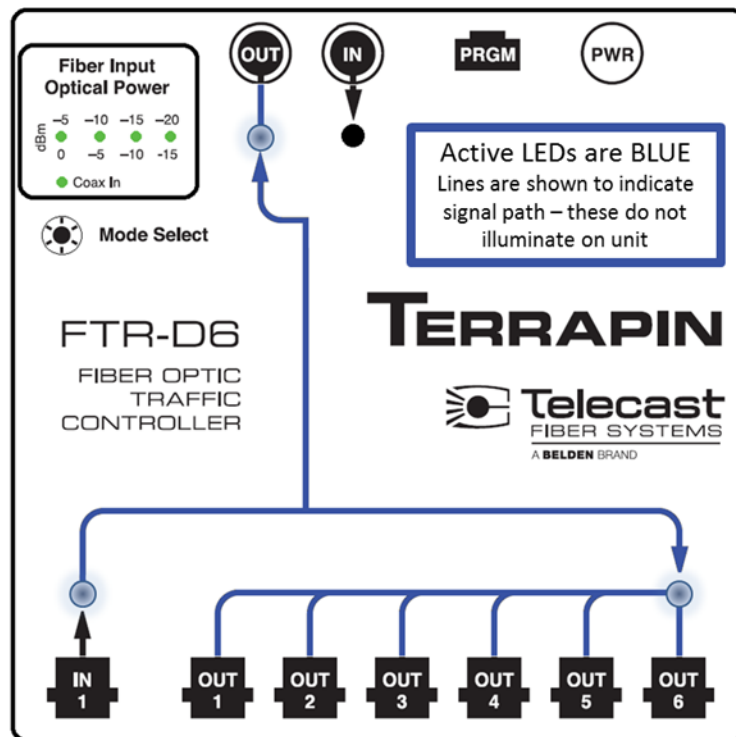 OUT
IN
PRGM
PWR
Fiber Input
Optical Power
dBm
–5 –10 –15 –20
0 –5 –10 -15
Coax In
Active LEDs are BLUE
Lines are shown to indicate
signal path – these do not
illuminate on unit
Mode Select
FTR-D6
FIBER OPTIC
TRAFFIC
CONTROLLER
TERRAPIN
Telecast
FIBER SYSTEMS
A BELDEN BRAND
IN
1
OUT
1
OUT
2
OUT
3
OUT
4
OUT
5
OUT
6